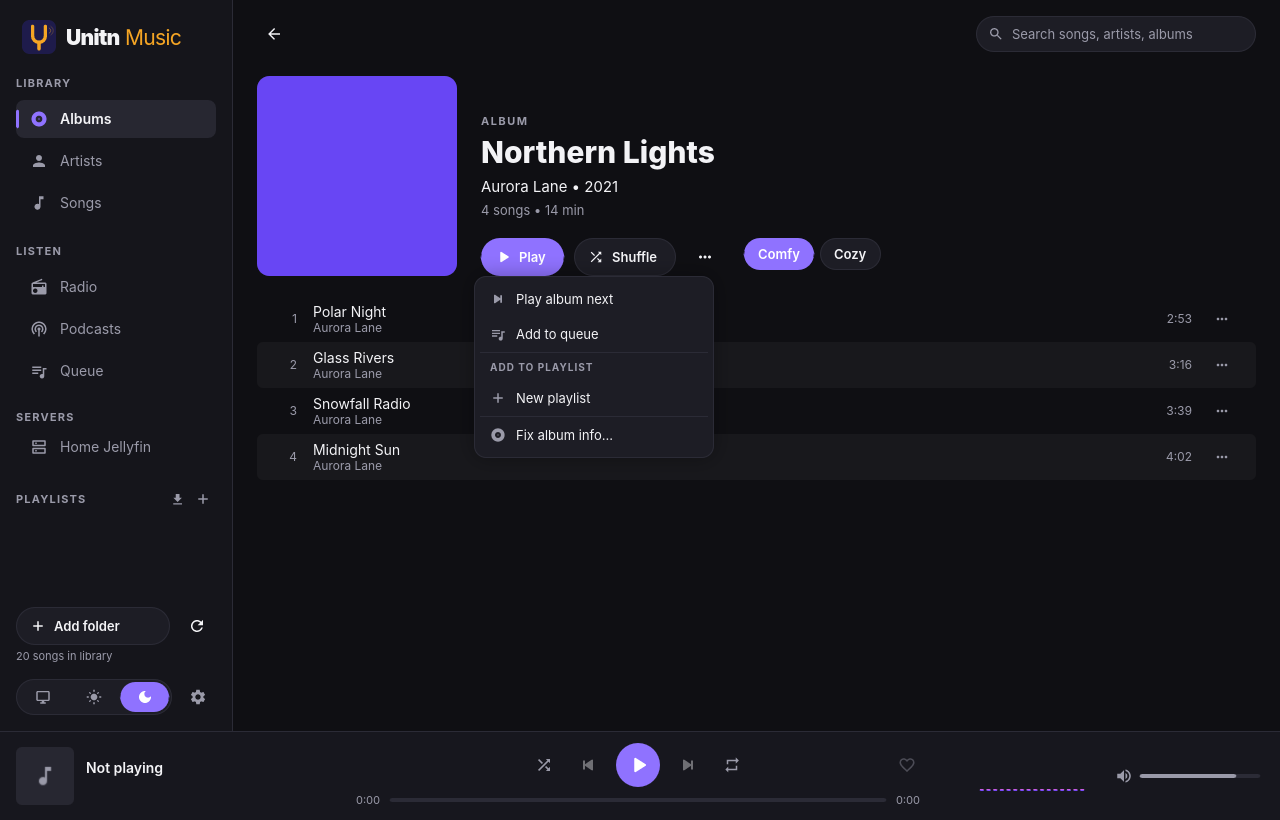 Unitn Music
LIBRARY
Albums
Artists
Songs
LISTEN
Radio
Podcasts
Queue
SERVERS
Home Jellyfin
PLAYLISTS
Add folder
20 songs in library
Search songs, artists, albums
ALBUM
Northern Lights
Aurora Lane • 2021
4 songs • 14 min
Play
Shuffle
Comfy
Cozy
1 Polar Night 2:53
Aurora Lane
2 Glass Rivers 3:16
Aurora Lane
3 Snowfall Radio 3:39
Aurora Lane
4 Midnight Sun 4:02
Aurora Lane
Play album next
Add to queue
ADD TO PLAYLIST
New playlist
Fix album info...
Not playing
0:00
0:00